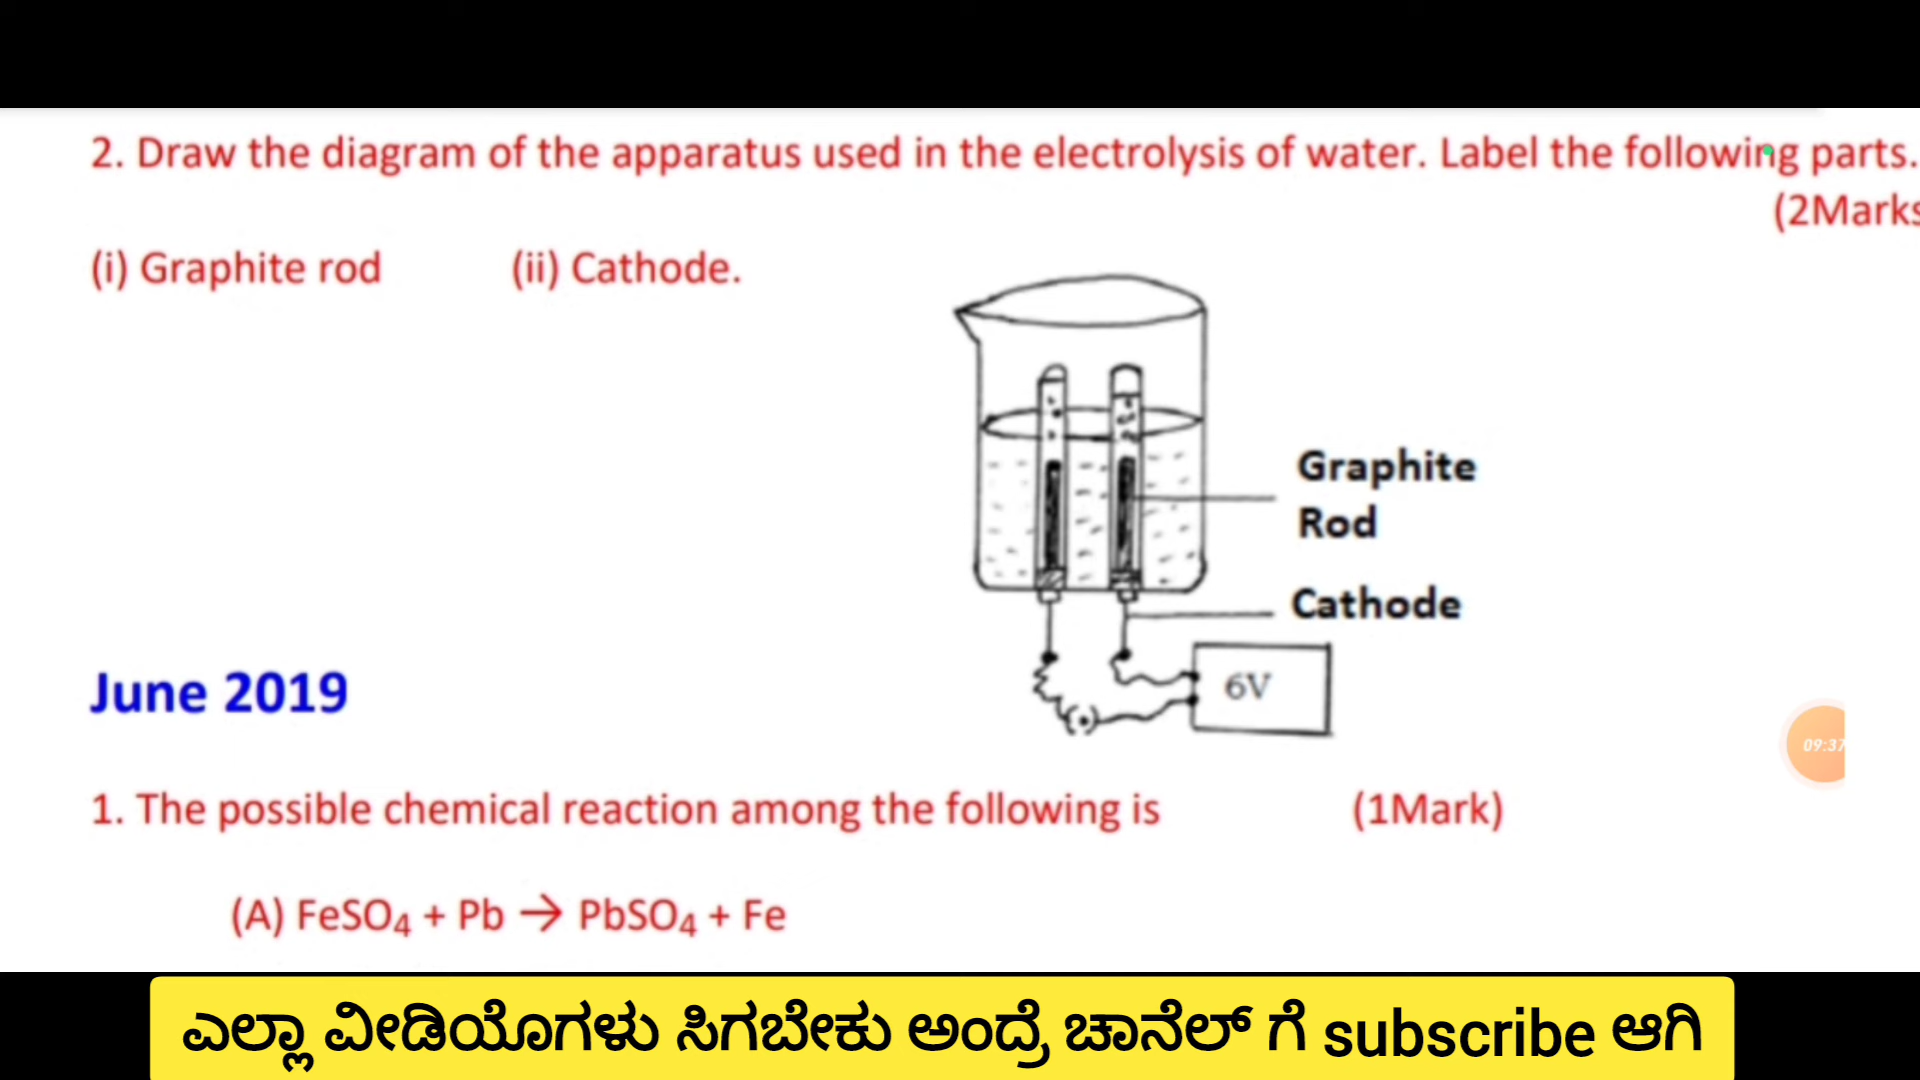 2. Draw the diagram of the apparatus used in the electrolysis of water. Label the following parts.
(2Marks
(i) Graphite rod (ii) Cathode.
Graphite
Rod
Cathode
6V
June 2019
09:37
1. The possible chemical reaction among the following is (1Mark)
(A) FeSO₄ + Pb → PbSO₄ + Fe
ಎಲ್ಲಾ ವೀಡಿಯೊಗಳು ಸಿಗಬೇಕು ಅಂದ್ರೆ ಚಾನೆಲ್ ಗೆ subscribe ಆಗಿ